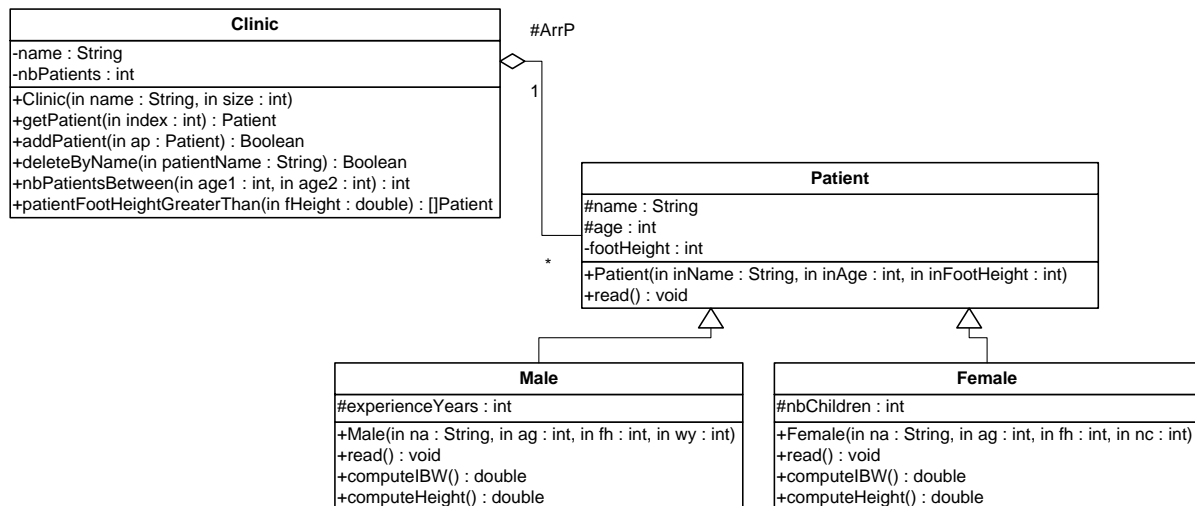 Clinic
-name : String
-nbPatients : int
+Clinic(in name : String, in size : int)
+getPatient(in index : int) : Patient
+addPatient(in ap : Patient) : Boolean
+deleteByName(in patientName : String) : Boolean
+nbPatientsBetween(in age1 : int, in age2 : int) : int
+patientFootHeightGreaterThan(in fHeight : double) : []Patient
#ArrP
1
*
Patient
#name : String
#age : int
-footHeight : int
+Patient(in inName : String, in inAge : int, in inFootHeight : int)
+read() : void
Male
#experienceYears : int
+Male(in na : String, in ag : int, in fh : int, in wy : int)
+read() : void
+computeIBW() : double
+computeHeight() : double
Female
#nbChildren : int
+Female(in na : String, in ag : int, in fh : int, in nc : int)
+read() : void
+computeIBW() : double
+computeHeight() : double